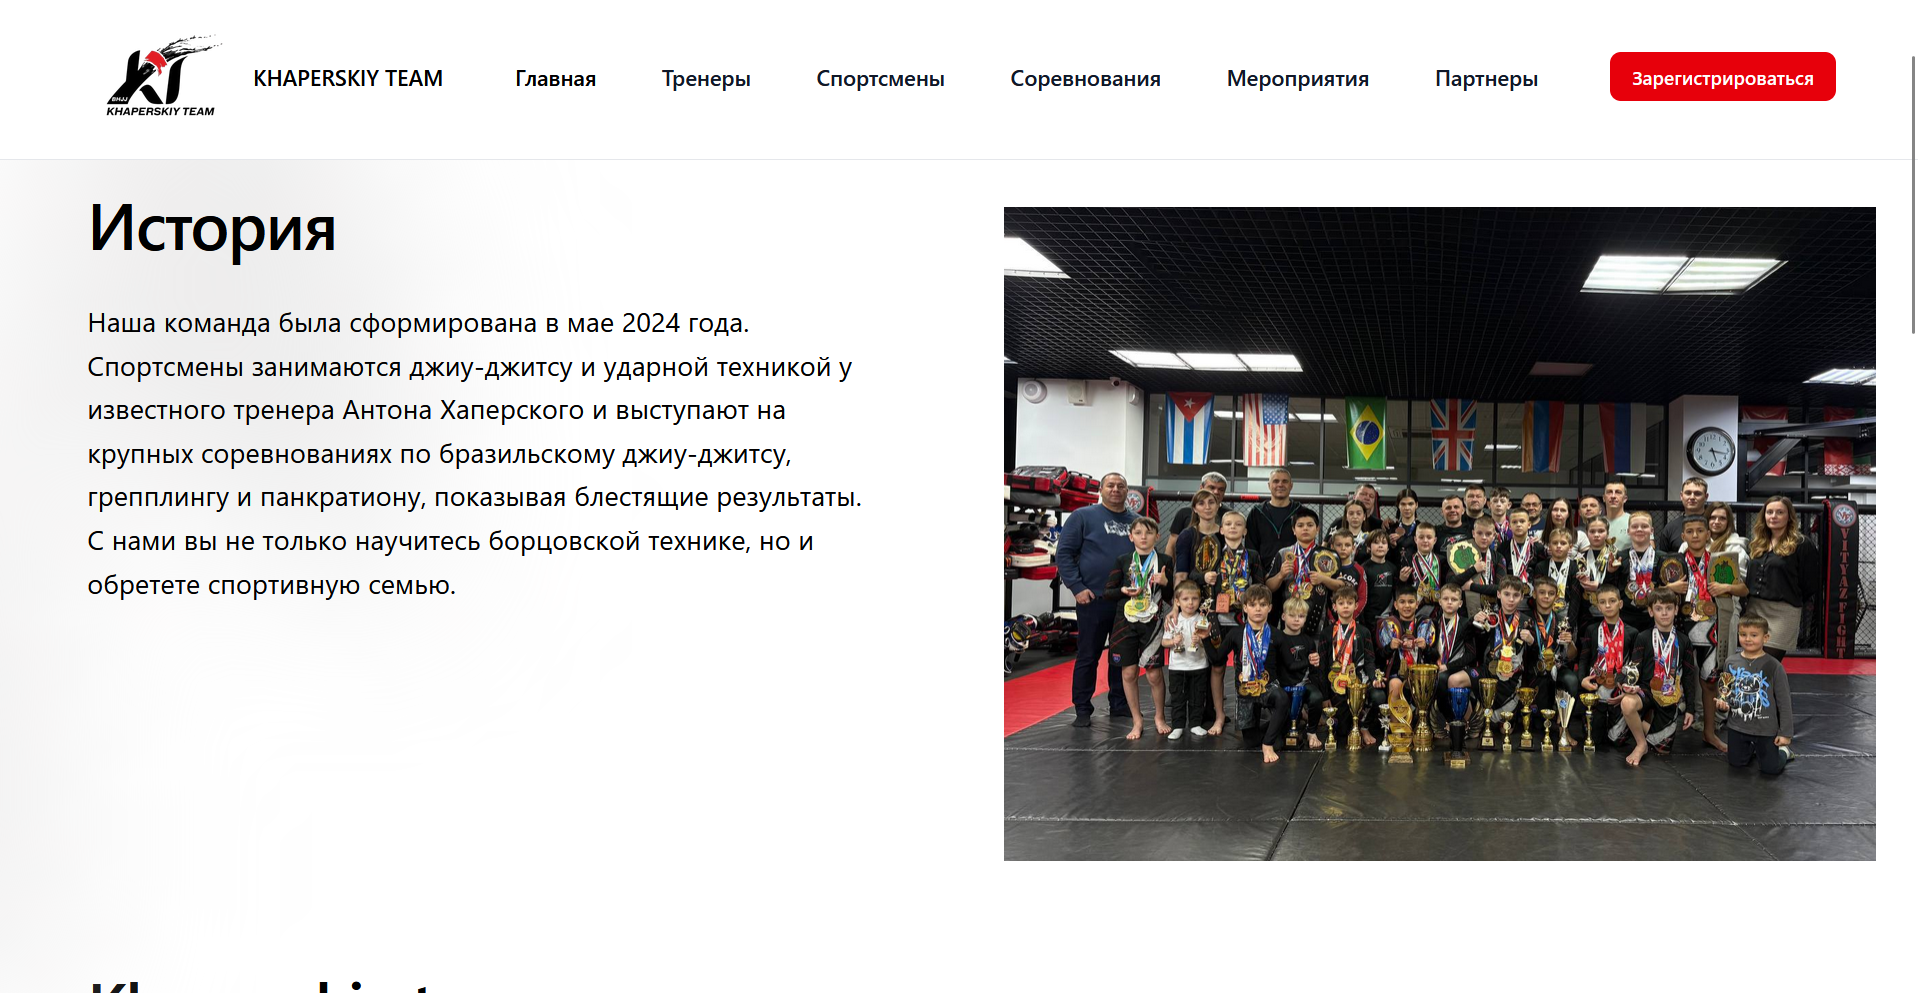 KT
BHJJ
KHAPERSKIY TEAM
KHAPERSKIY TEAM
Главная
Тренеры
Спортсмены
Соревнования
Мероприятия
Партнеры
Зарегистрироваться
История
Наша команда была сформирована в мае 2024 года.
Спортсмены занимаются джиу-джитсу и ударной техникой у
известного тренера Антона Хаперского и выступают на
крупных соревнованиях по бразильскому джиу-джитсу,
грепплингу и панкратиону, показывая блестящие результаты.
С нами вы не только научитесь борцовской технике, но и
обретете спортивную семью.
VITYAZ FIGHT